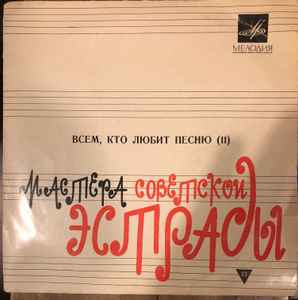 МЕЛОДИЯ
ВСЕМ, КТО ЛЮБИТ ПЕСНЮ (II)
МАСТЕРА СОВЕТСКОЙ
ЭСТРАДЫ